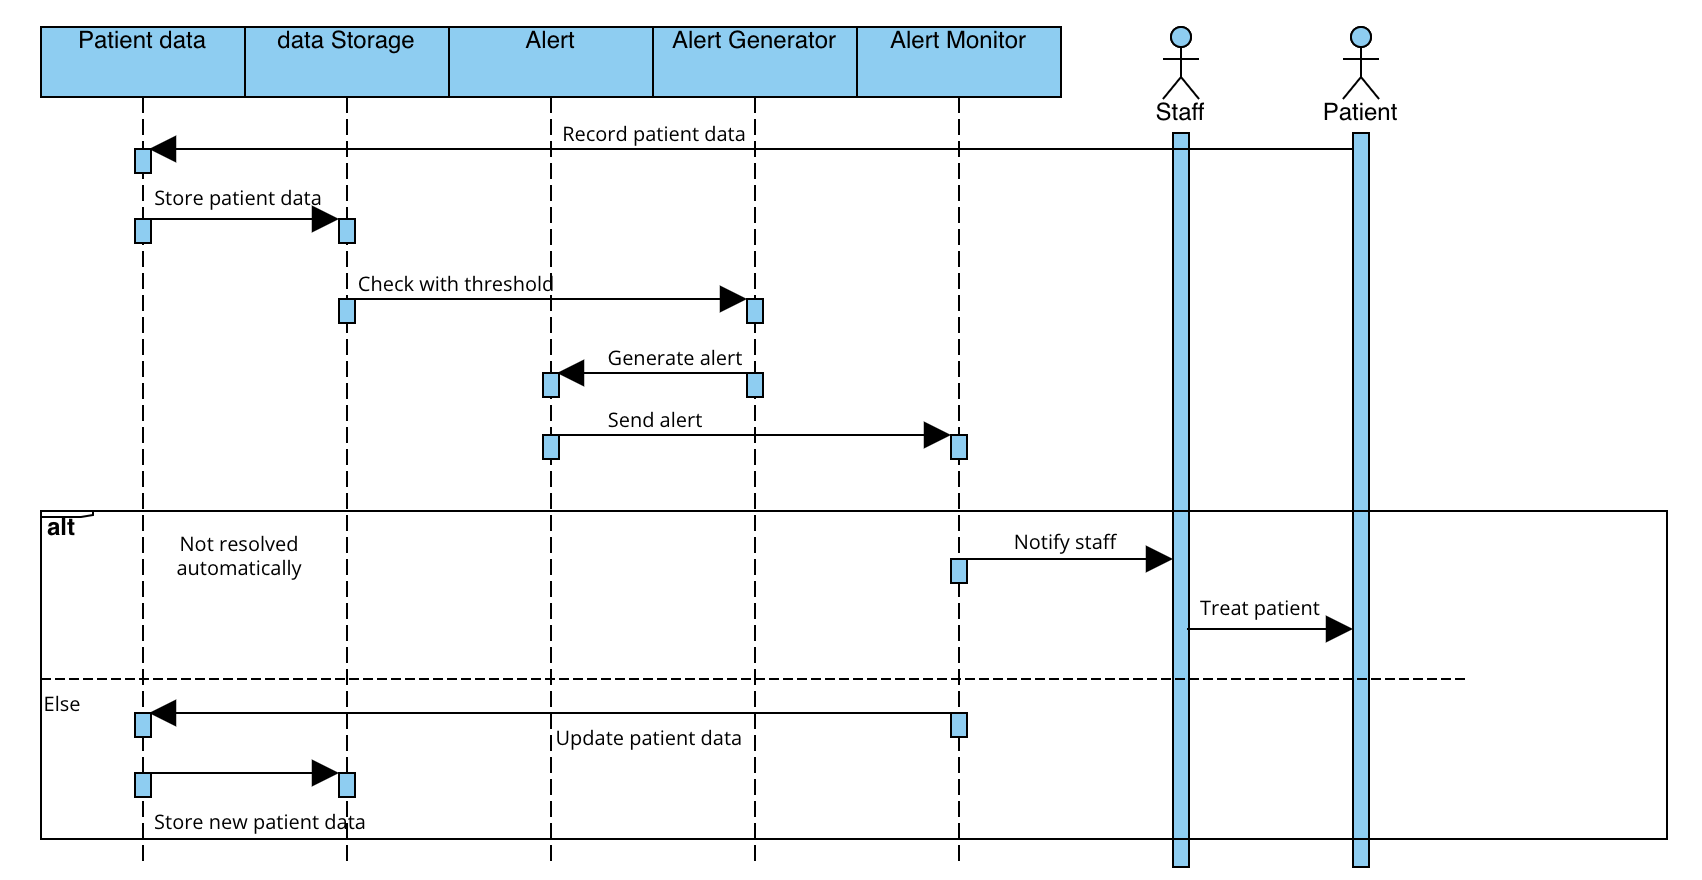 Patient data
data Storage
Alert
Alert Generator
Alert Monitor
Staff
Patient
Record patient data
Store patient data
Check with threshold
Generate alert
Send alert
alt
Not resolved
automatically
Notify staff
Treat patient
Else
Update patient data
Store new patient data